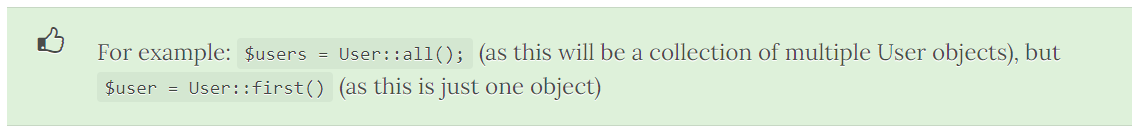 For example: $users = User::all(); (as this will be a collection of multiple User objects), but
$user = User::first() (as this is just one object)